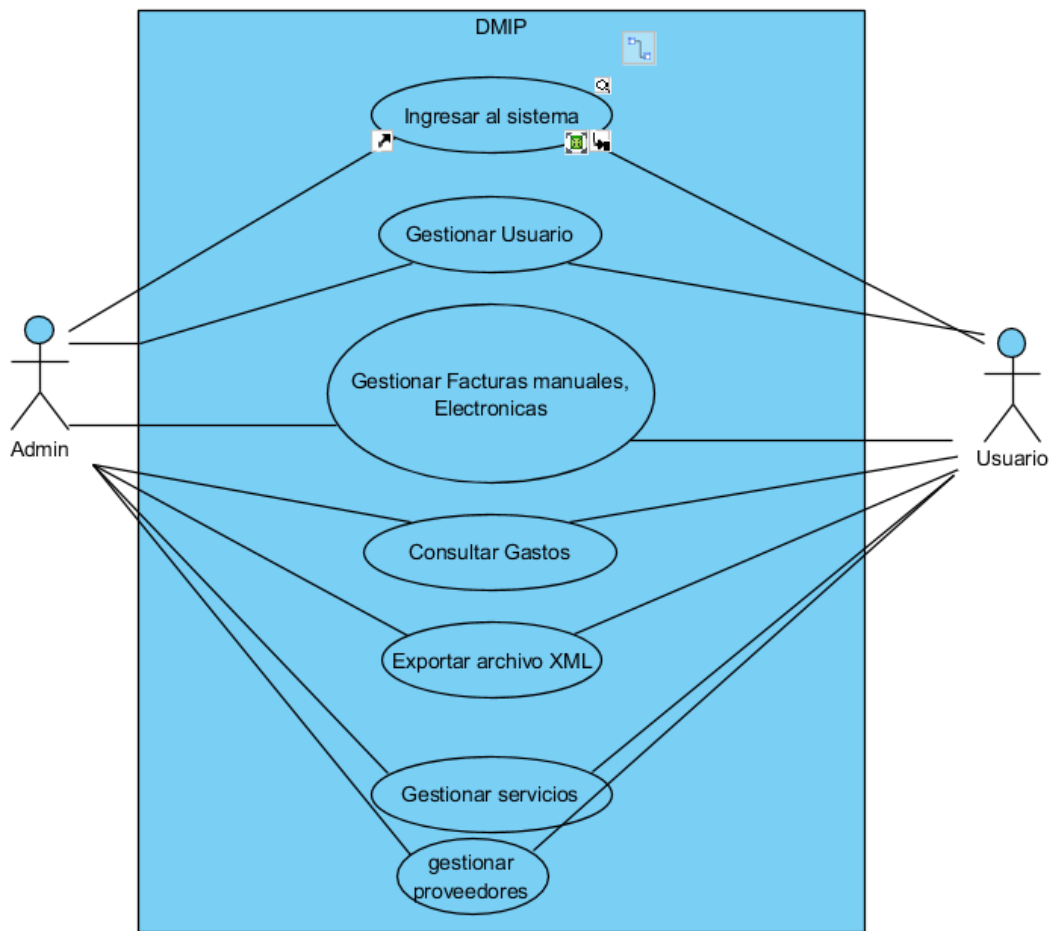 DMIP
Ingresar al sistema
Gestionar Usuario
Gestionar Facturas manuales,
Electronicas
Admin
Usuario
Consultar Gastos
Exportar archivo XML
Gestionar servicios
gestionar
proveedores